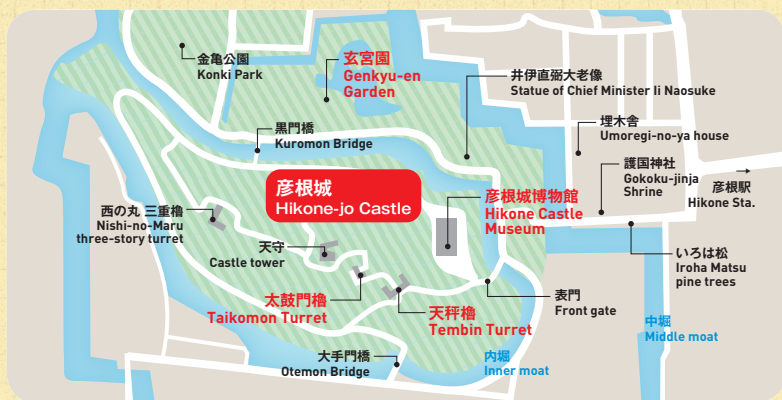 金亀公園
Konki Park
玄宮園
Genkyu-en
Garden
井伊直弼大老像
Statue of Chief Minister Ii Naosuke
黒門橋
Kuromon Bridge
埋木舎
Umoregi-no-ya house
護国神社
Gokoku-jinja
Shrine
彦根駅
Hikone Sta.
彦根城
Hikone-jo Castle
彦根城博物館
Hikone Castle
Museum
西の丸 三重櫓
Nishi-no-Maru
three-story turret
天守
Castle tower
いろは松
Iroha Matsu
pine trees
太鼓門櫓
Taikomon Turret
天秤櫓
Tembin Turret
表門
Front gate
中堀
Middle moat
大手門橋
Otemon Bridge
内堀
Inner moat